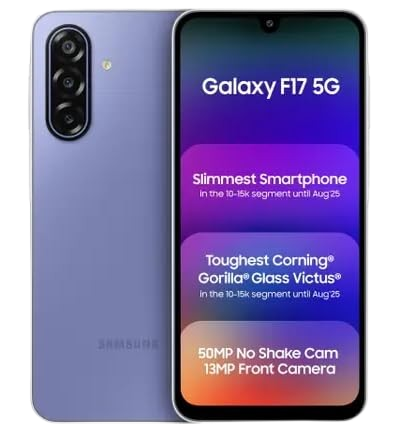 Galaxy F17 5G
Slimmest Smartphone
in the 10-15k segment until Aug'25
Toughest Corning®
Gorilla® Glass Victus®
in the 10-15k segment until Aug'25
50MP No Shake Cam
13MP Front Camera
SAMSUNG